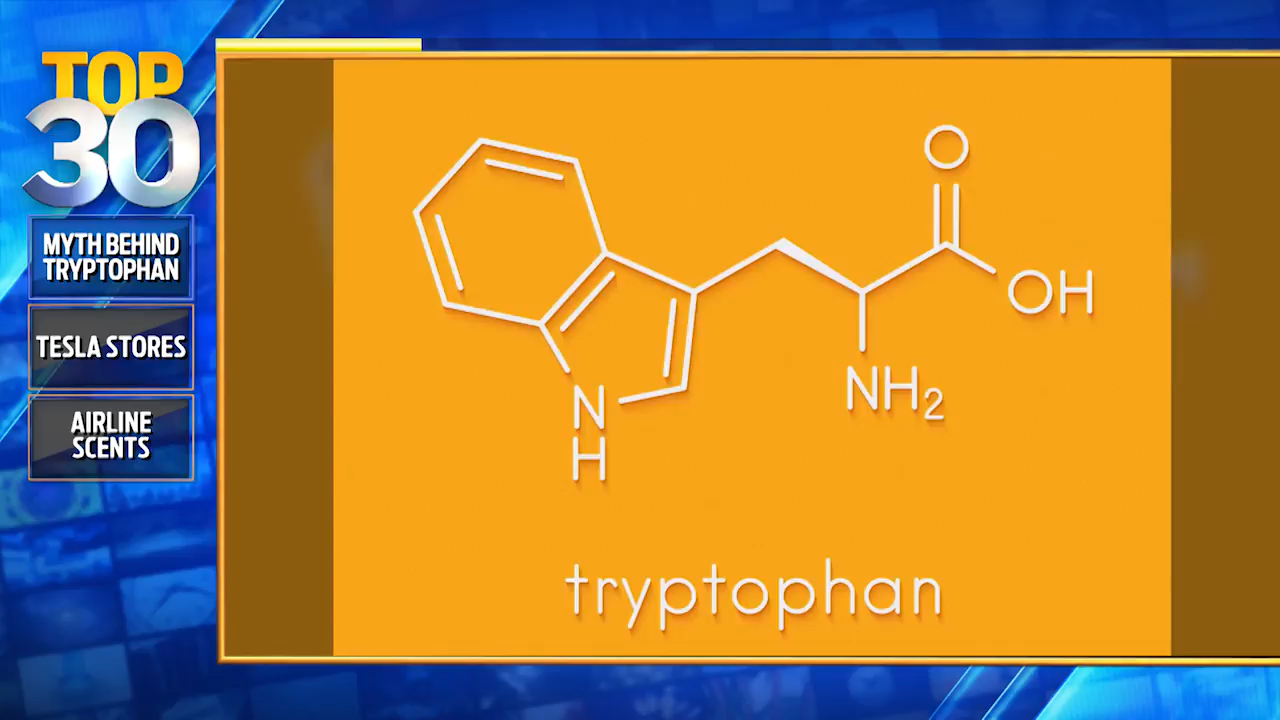 TOP
30
MYTH BEHIND
TRYPTOPHAN
TESLA STORES
AIRLINE
SCENTS
O
OH
NH₂
N
H
tryptophan